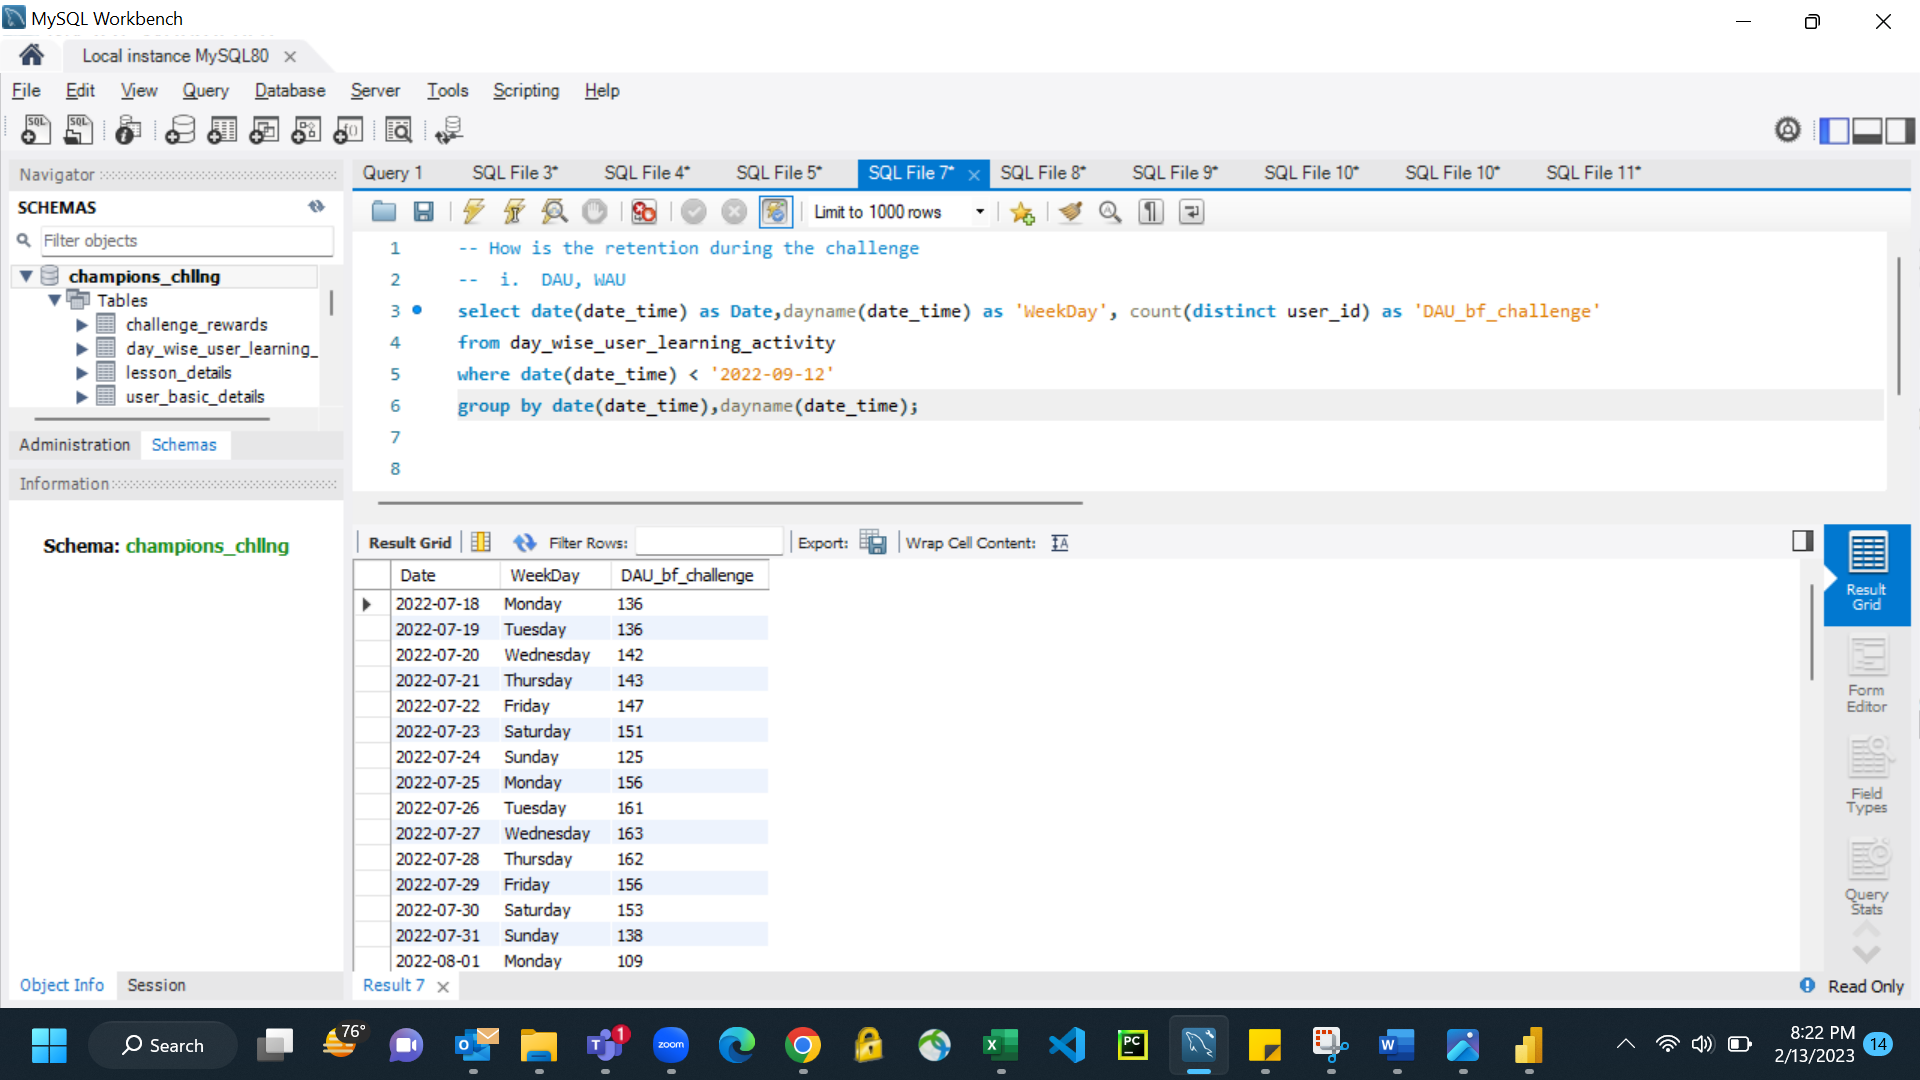 MySQL Workbench
Local instance MySQL80
File Edit View Query Database Server Tools Scripting Help
Navigator
SCHEMAS
Filter objects
champions_chllng
Tables
challenge_rewards
day_wise_user_learning_
lesson_details
user_basic_details
Administration Schemas
Information
Schema: champions_chllng
Object Info Session
Query 1 SQL File 3* SQL File 4* SQL File 5* SQL File 7* SQL File 8* SQL File 9* SQL File 10* SQL File 10* SQL File 11*
Limit to 1000 rows
1 -- How is the retention during the challenge
2 -- i. DAU, WAU
3 select date(date_time) as Date,dayname(date_time) as 'WeekDay', count(distinct user_id) as 'DAU_bf_challenge'
4 from day_wise_user_learning_activity
5 where date(date_time) < '2022-09-12'
6 group by date(date_time),dayname(date_time);
7
8
Result Grid Filter Rows: Export: Wrap Cell Content:
Date WeekDay DAU_bf_challenge
2022-07-18 Monday 136
2022-07-19 Tuesday 136
2022-07-20 Wednesday 142
2022-07-21 Thursday 143
2022-07-22 Friday 147
2022-07-23 Saturday 151
2022-07-24 Sunday 125
2022-07-25 Monday 156
2022-07-26 Tuesday 161
2022-07-27 Wednesday 163
2022-07-28 Thursday 162
2022-07-29 Friday 156
2022-07-30 Saturday 153
2022-07-31 Sunday 138
2022-08-01 Monday 109
Result
Grid
Form
Editor
Field
Types
Query
Stats
Result 7
Read Only
Search
76°
1
zoom
PC
8:22 PM
2/13/2023
14